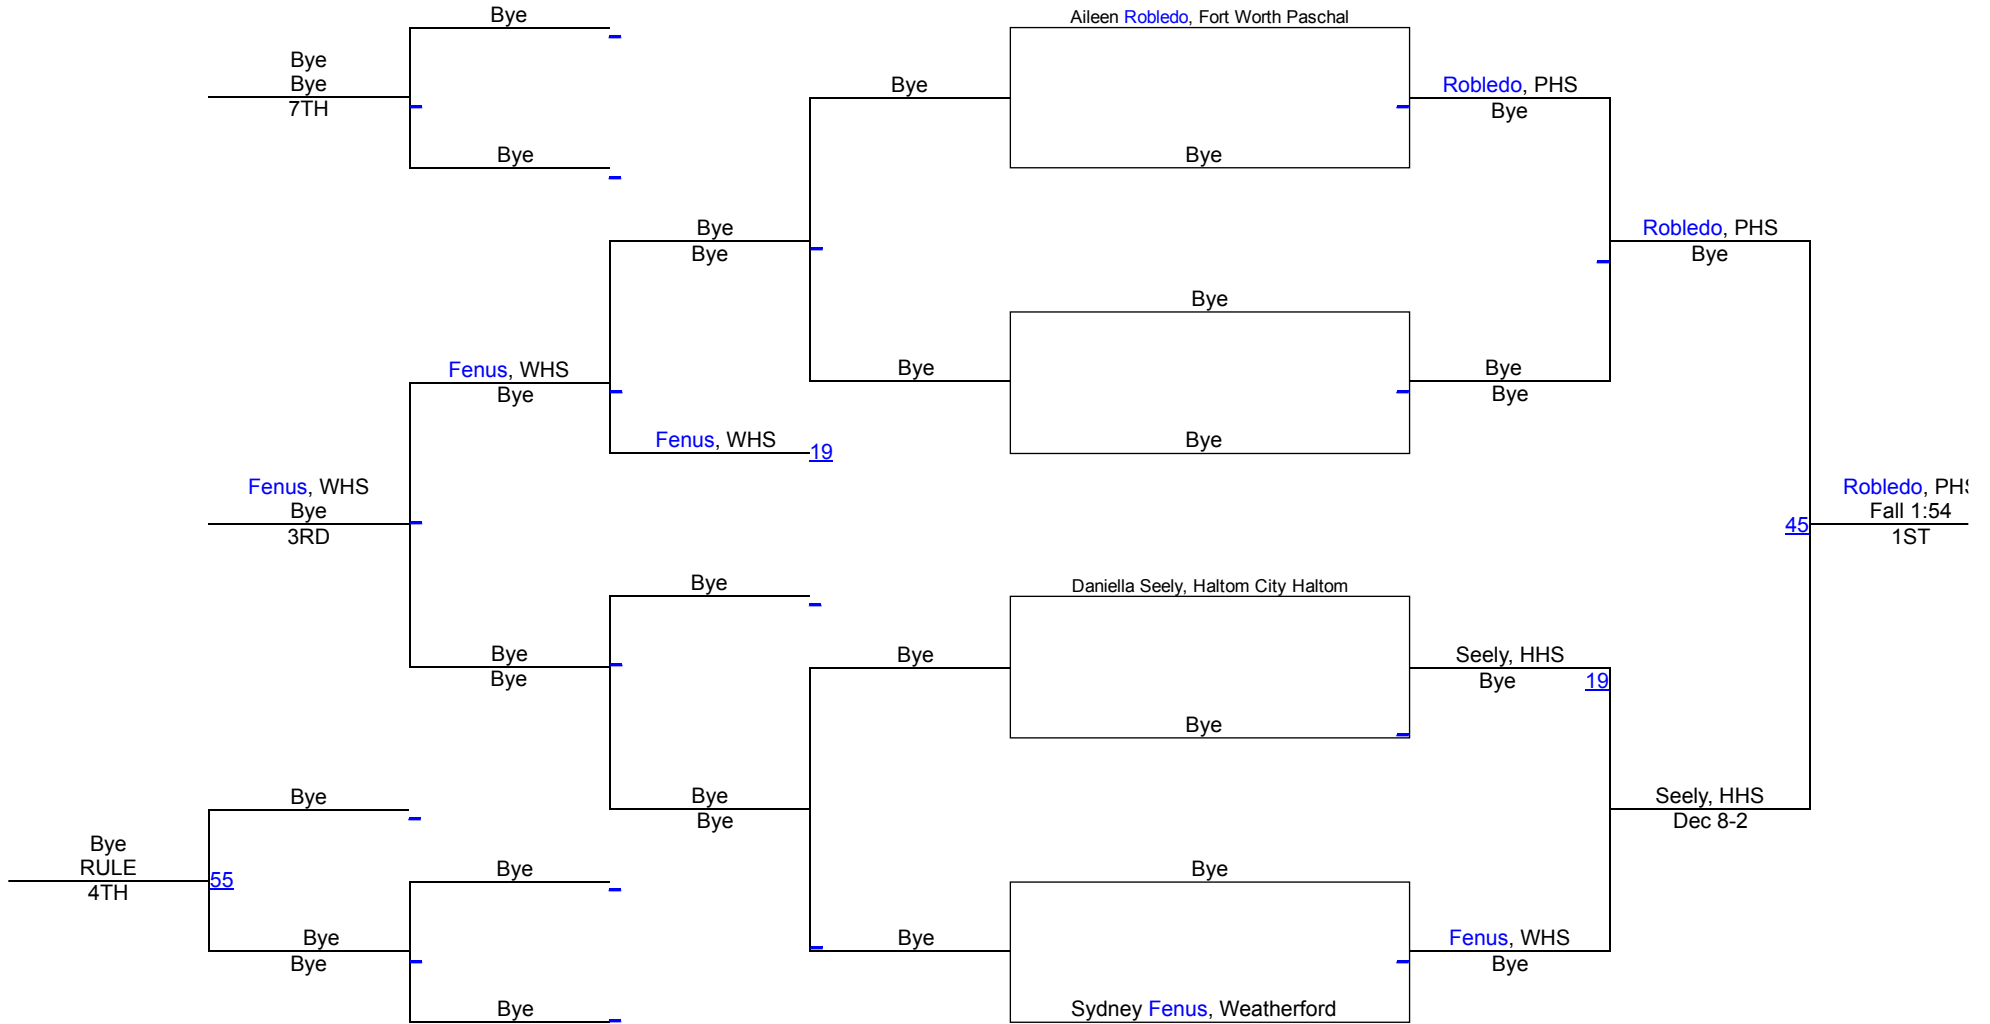 Bye
Aileen Robledo, Fort Worth Paschal
Bye
Bye
7TH
Bye
Robledo, PHS
Bye
Bye
Bye
Bye
Bye
Robledo, PHS
Bye
Bye
Bye
Fenus, WHS
Bye
Bye
Bye
Bye
Fenus, WHS
19
Bye
Fenus, WHS
Bye
3RD
Robledo, PH
Fall 1:54
45
1ST
Bye
Daniella Seely, Haltom City Haltom
Bye
Bye
Bye
Seely, HHS
Bye
19
Bye
Bye
Bye
Bye
Seely, HHS
Dec 8-2
Bye
RULE
4TH
55
Bye
Bye
Bye
Bye
Bye
Fenus, WHS
Bye
Bye
Sydney Fenus, Weatherford